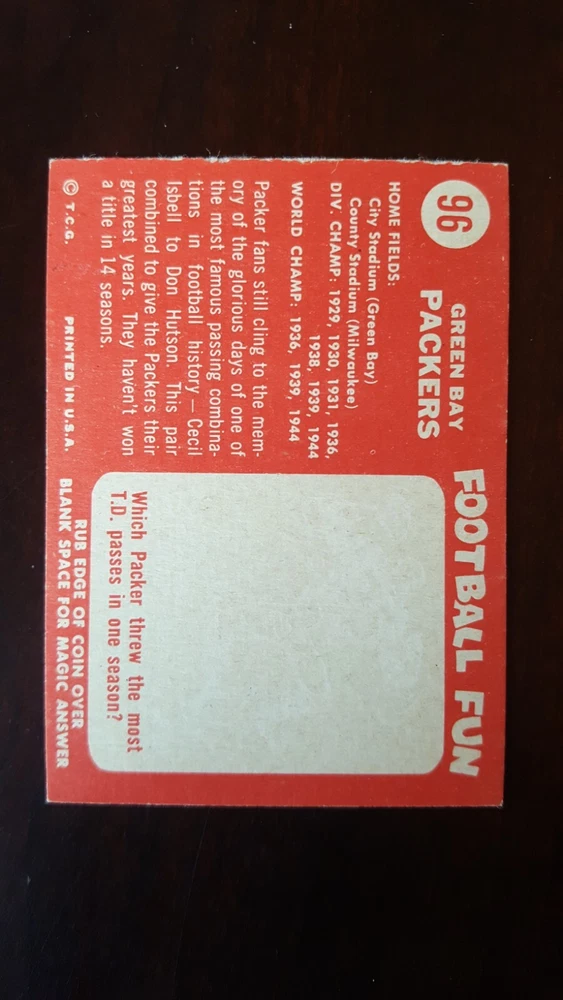 96
GREEN BAY
PACKERS
HOME FIELDS:
City Stadium (Green Bay)
County Stadium (Milwaukee)
DIV. CHAMP: 1929, 1930, 1931, 1936,
1938, 1939, 1944
WORLD CHAMP: 1936, 1939, 1944
Packer fans still cling to the mem-
ory of the glorious days of one of
the most famous passing combina-
tions in football history — Cecil
Isbell to Don Hutson. This pair
combined to give the Packers their
greatest years. They haven't won
a title in 14 seasons.
© T.C.G. PRINTED IN U.S.A.
FOOTBALL FUN
Which Packer threw the most
T.D. passes in one season?
RUB EDGE OF COIN OVER
BLANK SPACE FOR MAGIC ANSWER